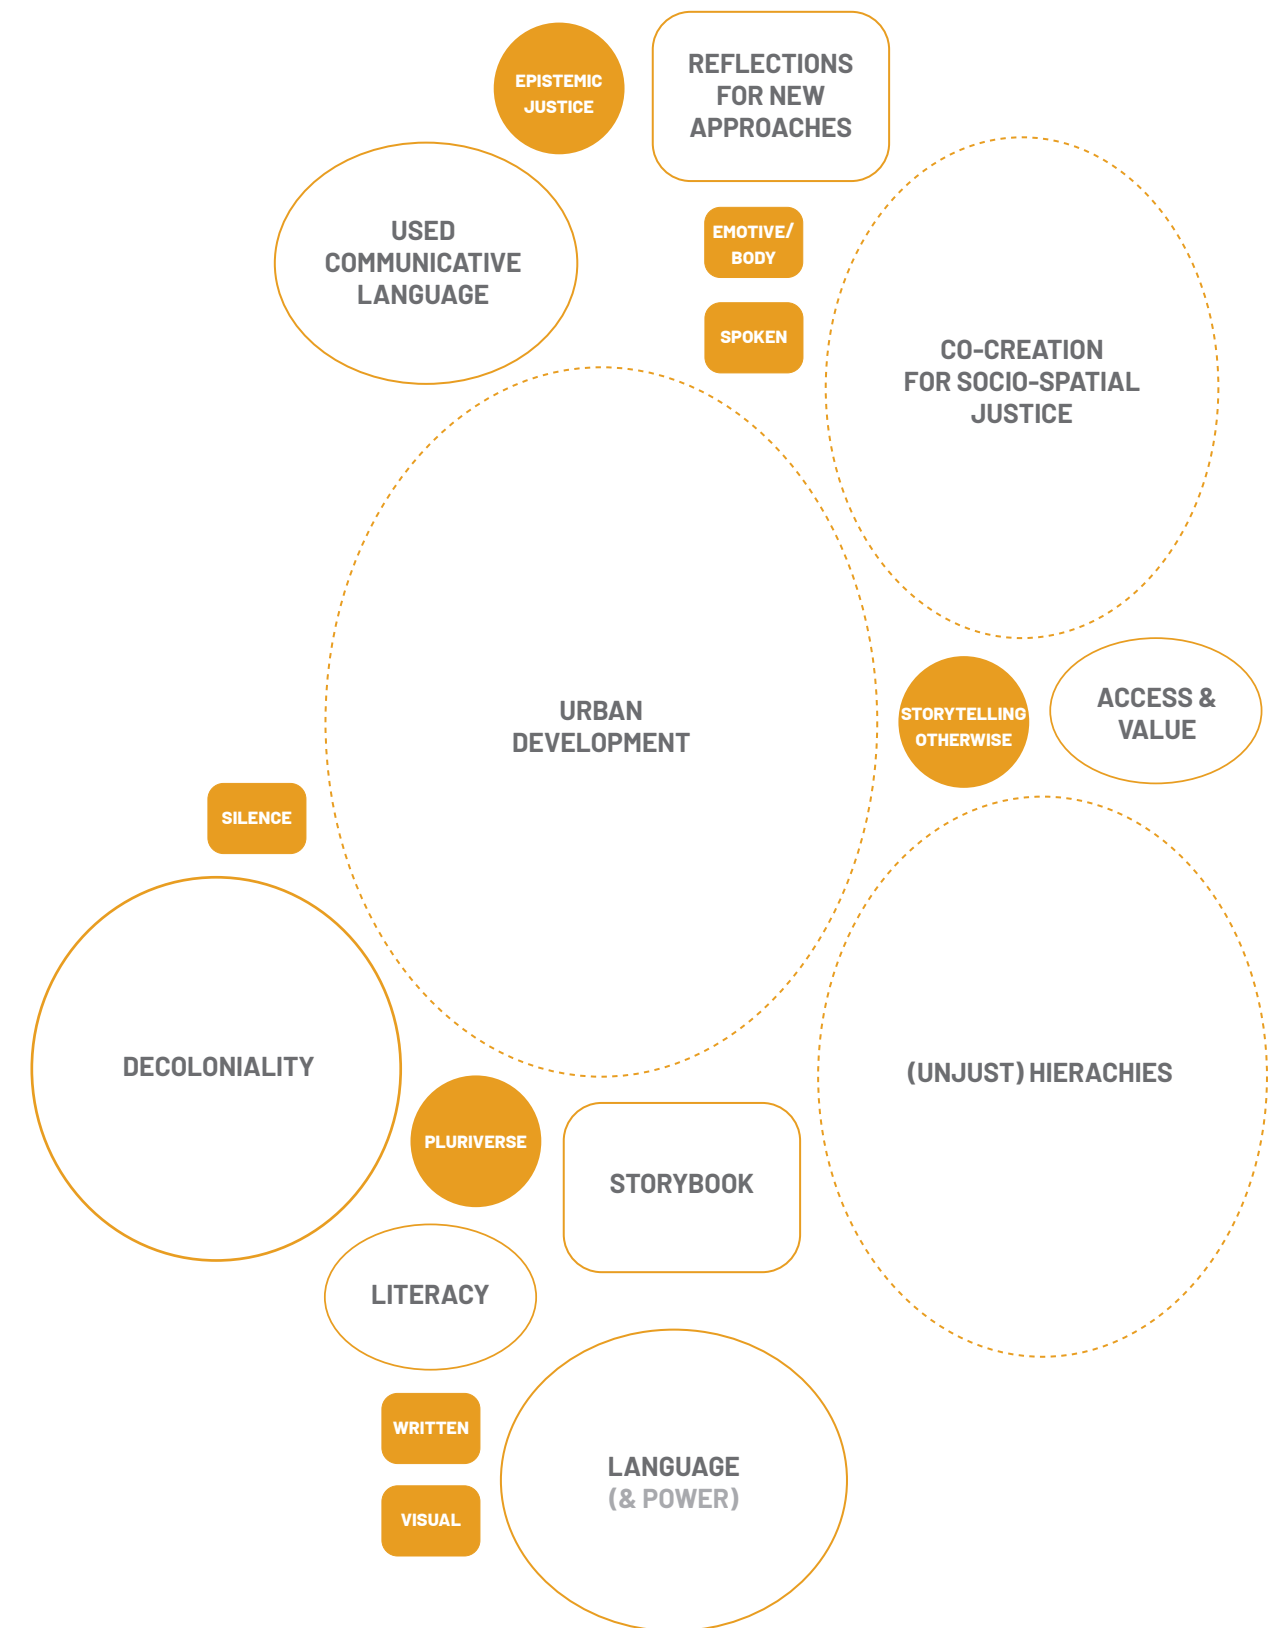 EPISTEMIC
JUSTICE
REFLECTIONS
FOR NEW
APPROACHES
USED
COMMUNICATIVE
LANGUAGE
EMOTIVE/
BODY
SPOKEN
CO-CREATION
FOR SOCIO-SPATIAL
JUSTICE
URBAN
DEVELOPMENT
STORYTELLING
OTHERWISE
ACCESS &
VALUE
SILENCE
DECOLONIALITY
(UNJUST) HIERACHIES
PLURIVERSE
STORYBOOK
LITERACY
WRITTEN
VISUAL
LANGUAGE
(& POWER)